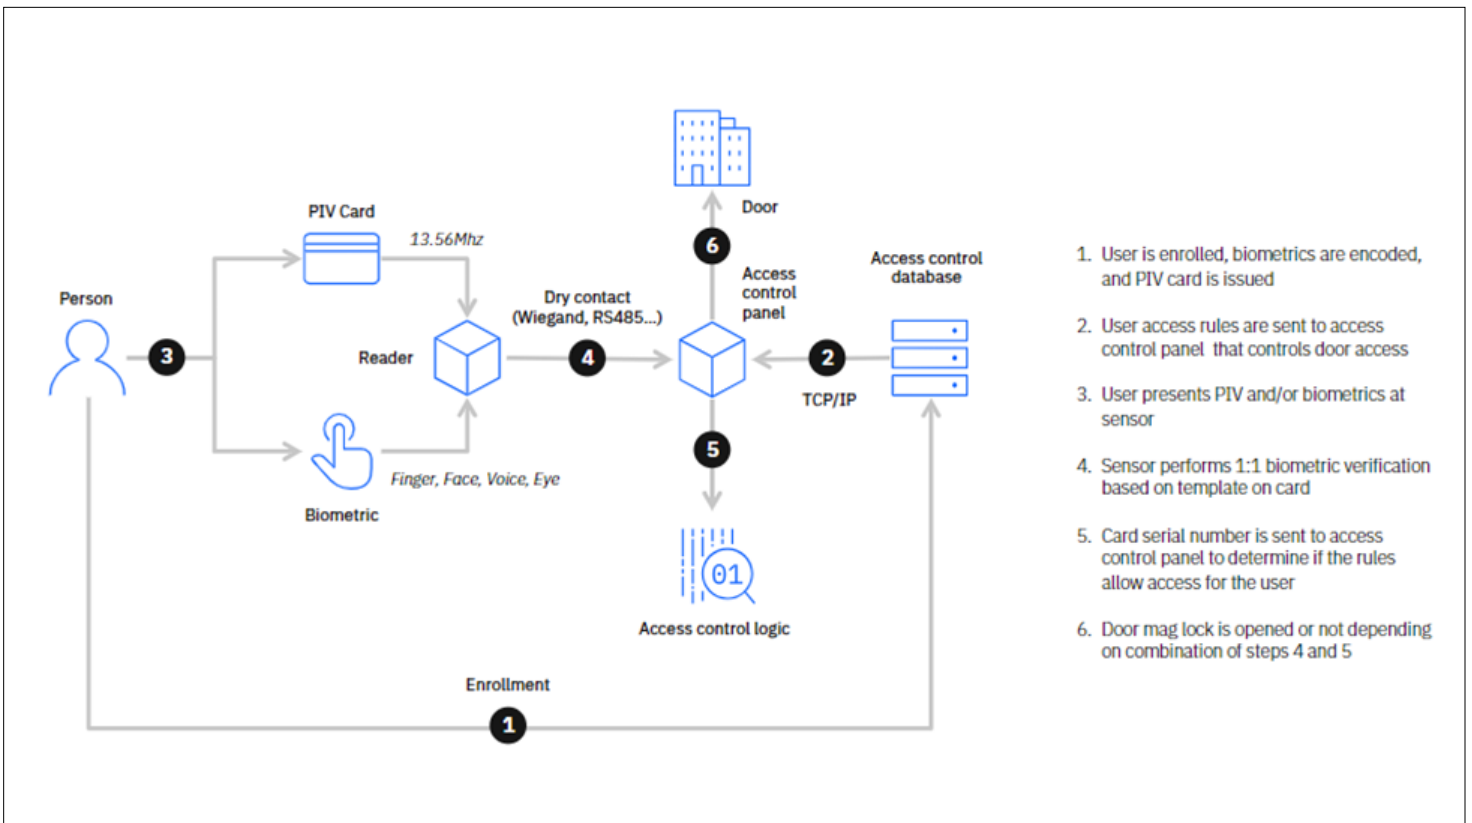 Door
PIV Card
13.56Mhz
6
Access control
database
Person
Access
control
panel
Dry contact
(Wiegand, RS485...)
3
Reader
4
2
TCP/IP
5
Finger, Face, Voice, Eye
Biometric
01
Access control logic
Enrollment
1
1. User is enrolled, biometrics are encoded,
and PIV card is issued
2. User access rules are sent to access
control panel that controls door access
3. User presents PIV and/or biometrics at
sensor
4. Sensor performs 1:1 biometric verification
based on template on card
5. Card serial number is sent to access
control panel to determine if the rules
allow access for the user
6. Door mag lock is opened or not depending
on combination of steps 4 and 5